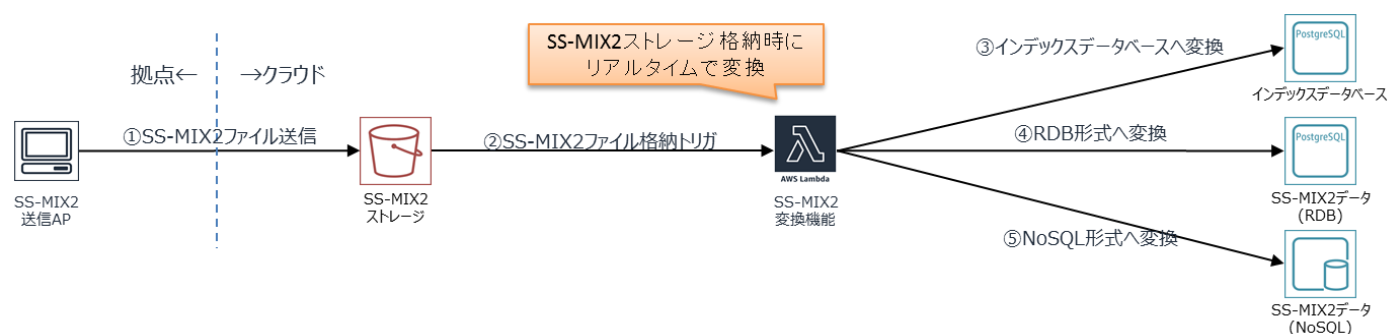 SS-MIX2ストレージ格納時に
リアルタイムで変換
拠点←
→クラウド
①SS-MIX2ファイル送信
②SS-MIX2ファイル格納トリガ
③インデックスデータベースへ変換
④RDB形式へ変換
⑤NoSQL形式へ変換
SS-MIX2
送信AP
SS-MIX2
ストレージ
AWS Lambda
SS-MIX2
変換機能
PostgreSQL
インデックスデータベース
PostgreSQL
SS-MIX2データ
(RDB)
SS-MIX2データ
(NoSQL)